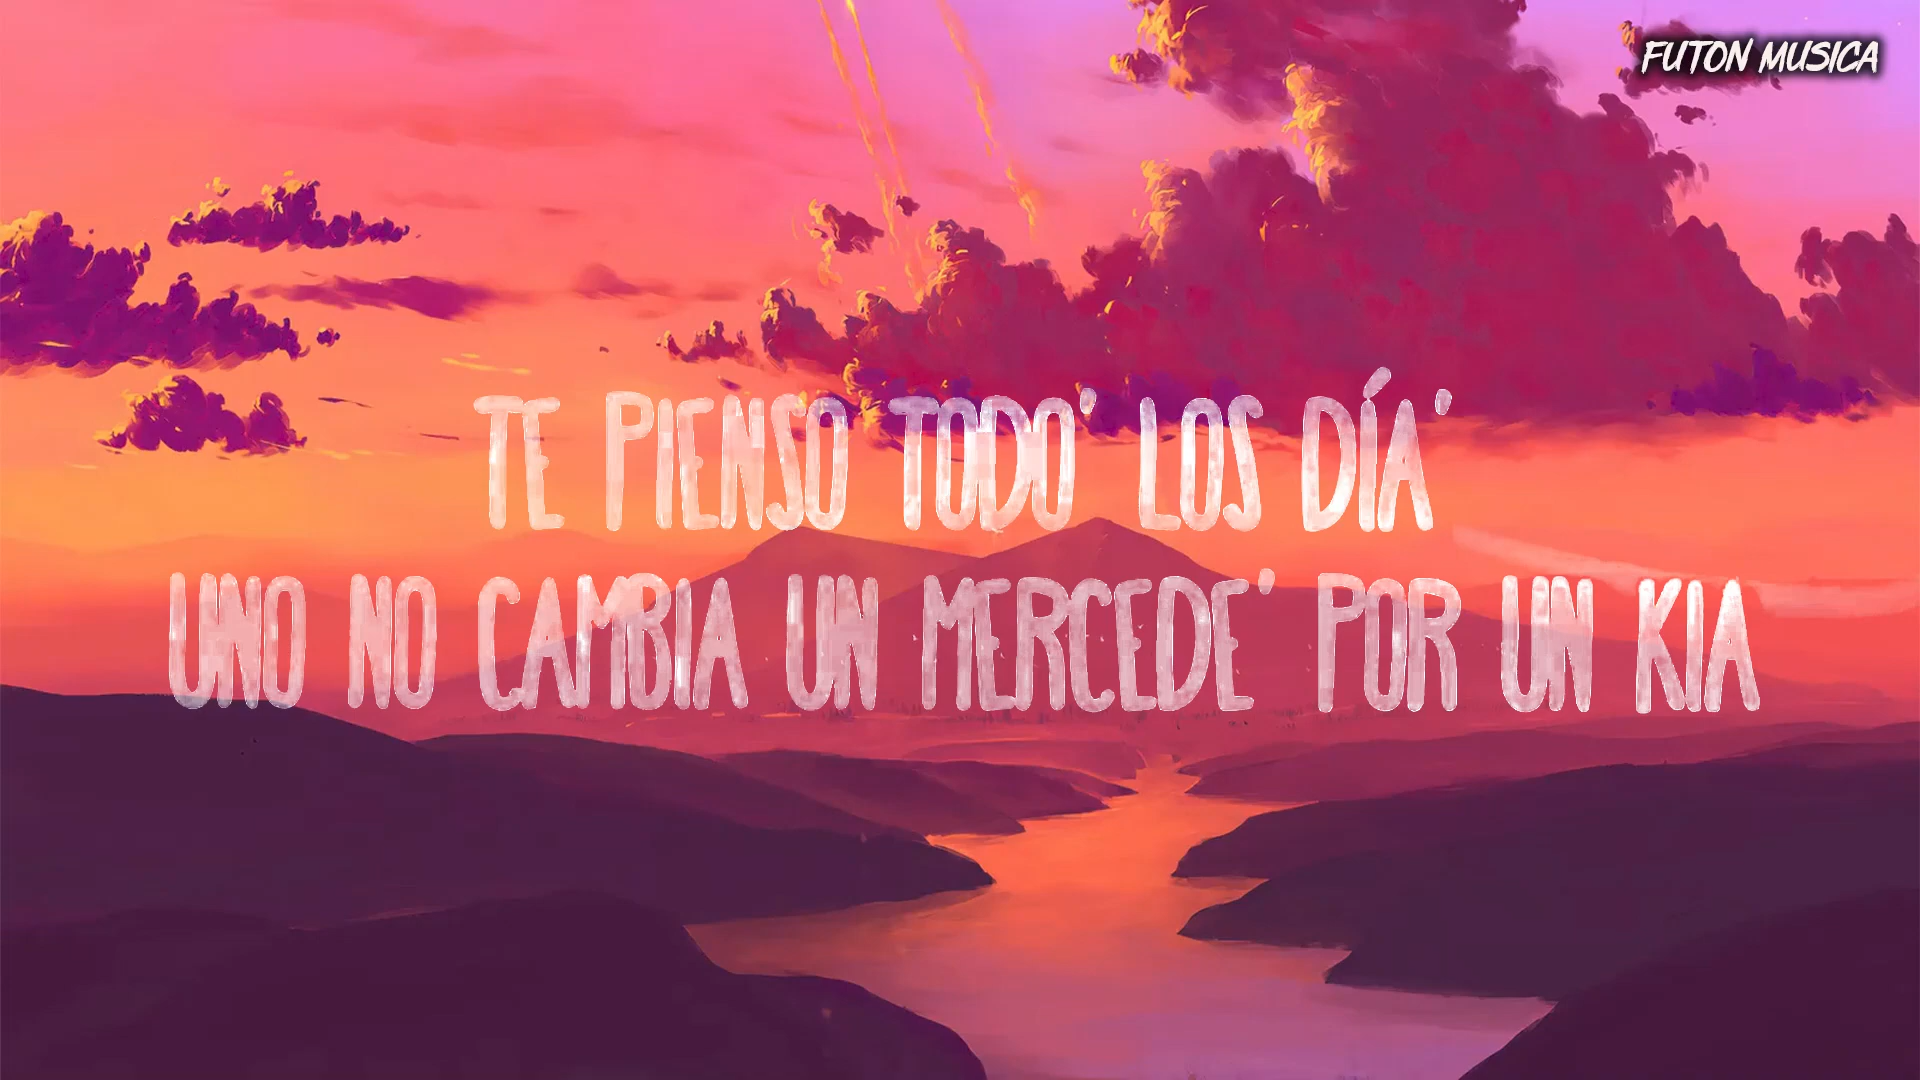 FUTON MUSICA
TE PIENSO TODO' LOS DÍA'
UNO NO CAMBIA UN MERCEDE' POR UN KIA